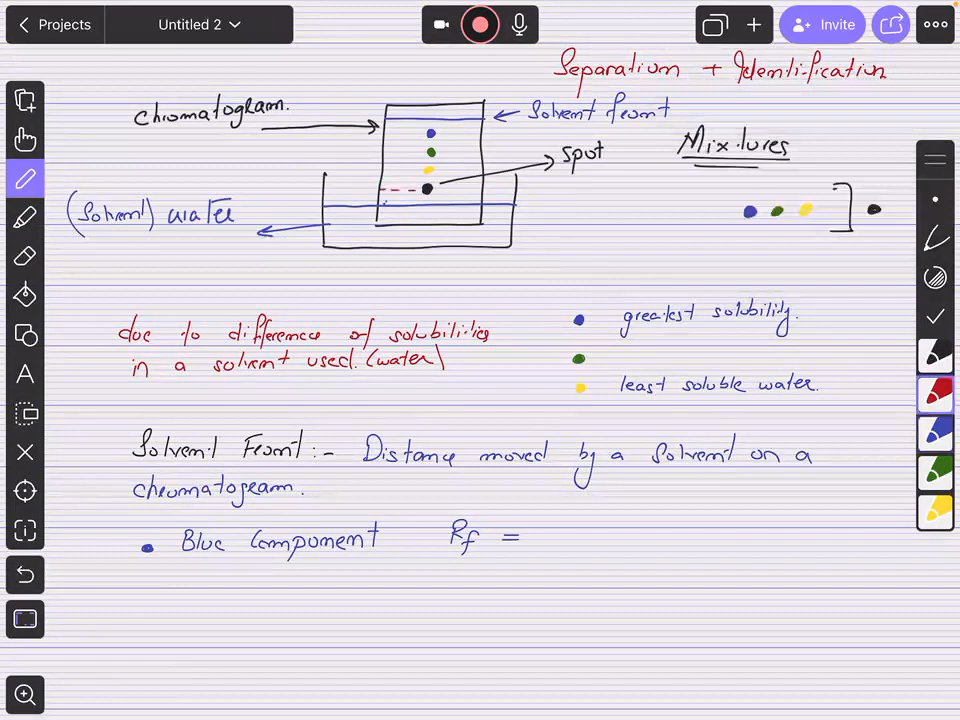 Projects
Untitled 2
Invite
Separation + Identification
chromatogram.
Solvent front
Mixtures
spot
(Solvent) water
due to difference of solubilities
in a solvent used. (water)
greatest solubility.
least soluble water.
Solvent Front :- Distance moved by a solvent on a
chromatogram.
Blue Component Rf =
A